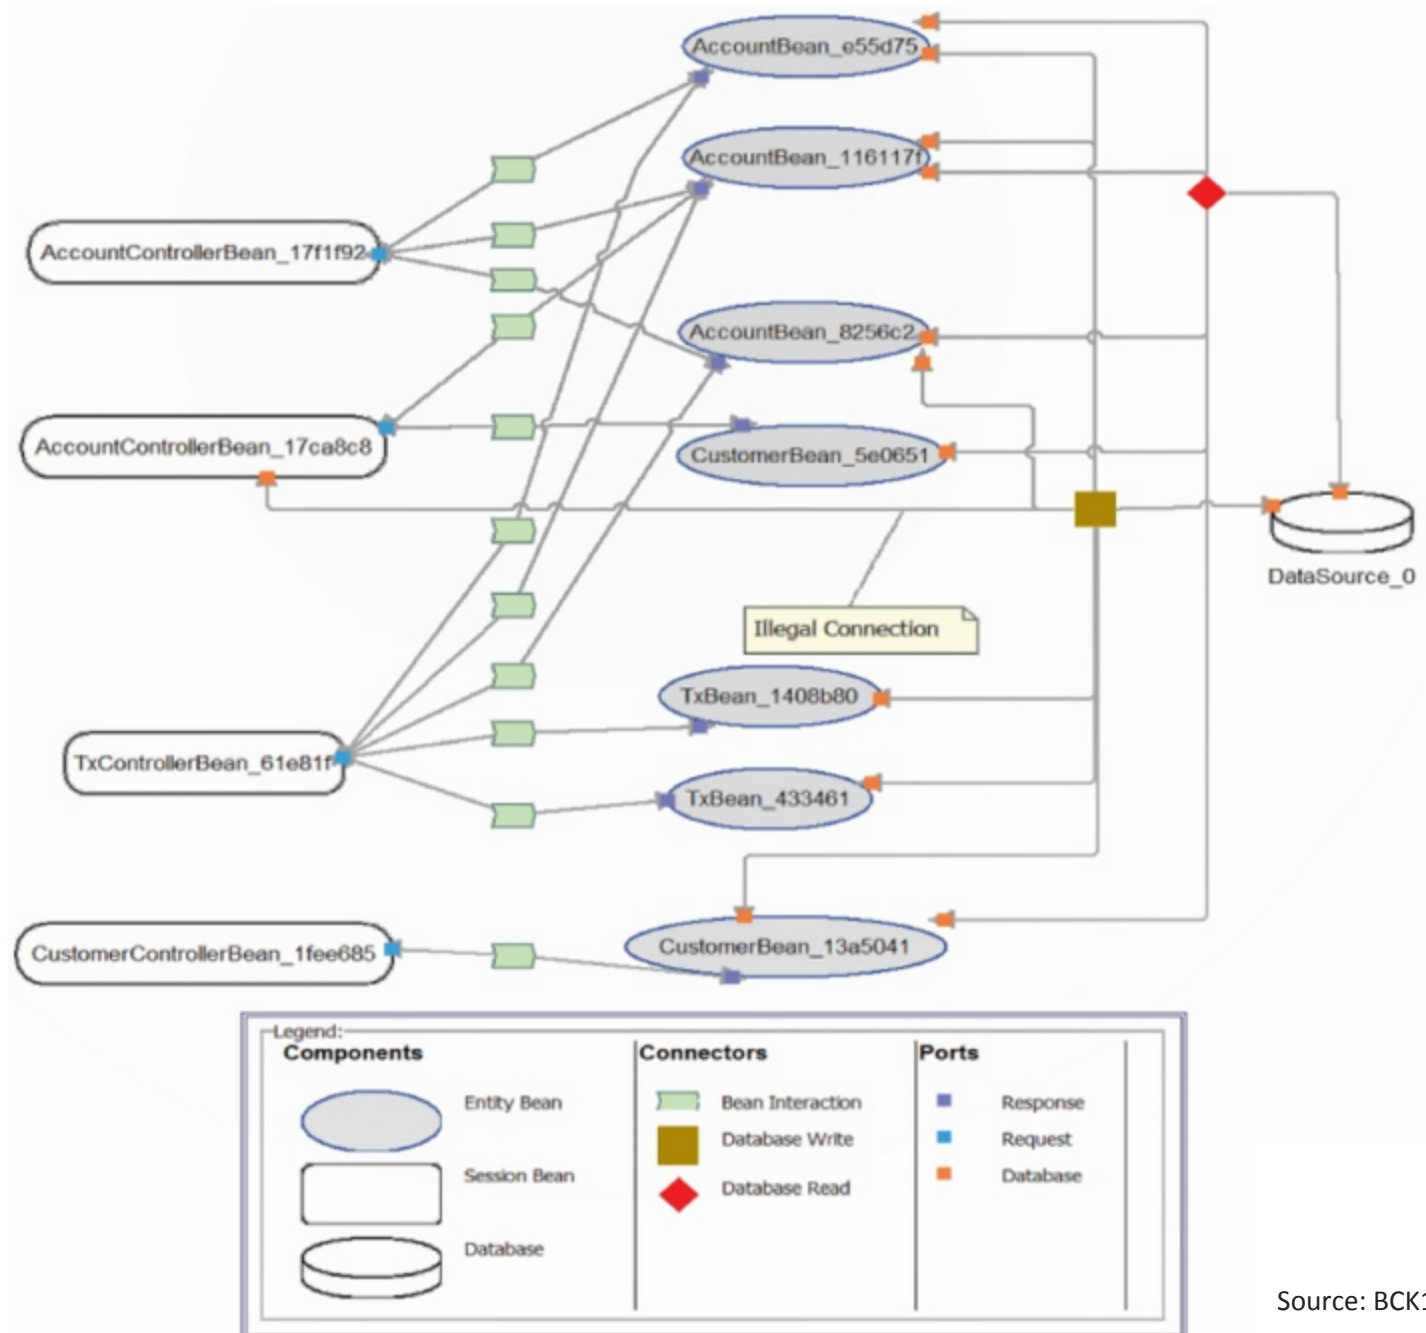 AccountBean_e55d75
AccountBean_116117f
AccountControllerBean_17f1f92
AccountBean_8256c2
AccountControllerBean_17ca8c8
CustomerBean_5e0651
DataSource_0
Illegal Connection
TxBean_1408b80
TxControllerBean_61e81f
TxBean_433461
CustomerControllerBean_1fee685
CustomerBean_13a5041
Legend:
Components
Entity Bean
Session Bean
Database
Connectors
Bean Interaction
Database Write
Database Read
Ports
Response
Request
Database
Source: BCK1